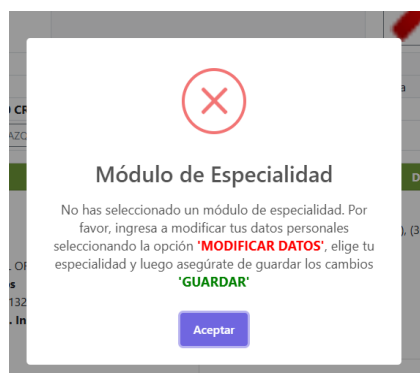 Módulo de Especialidad
No has seleccionado un módulo de especialidad. Por
favor, ingresa a modificar tus datos personales
seleccionando la opción 'MODIFICAR DATOS', elige tu
especialidad y luego asegúrate de guardar los cambios
'GUARDAR'
Aceptar